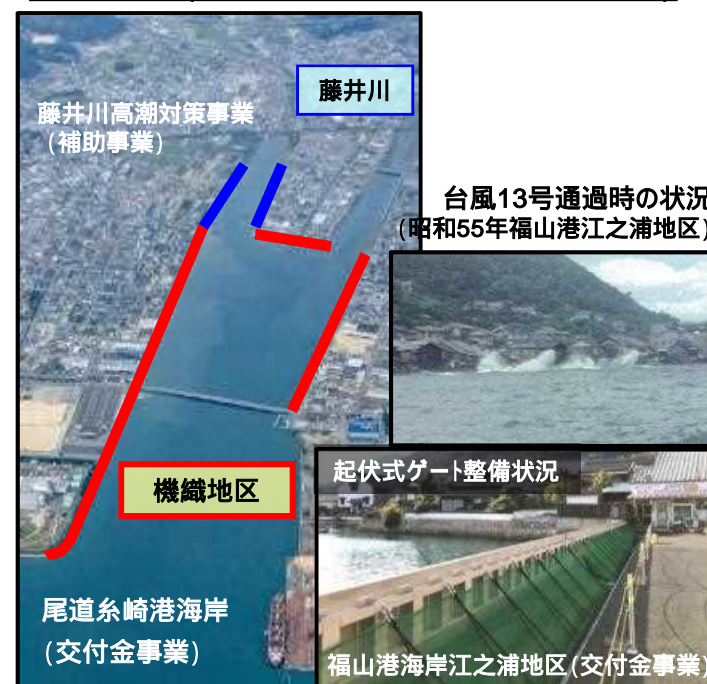 藤井川
藤井川高潮対策事業
(補助事業)
台風13号通過時の状況
(昭和55年福山港江之浦地区)
機織地区
起伏式ゲート整備状況
尾道糸崎港海岸
(交付金事業)
福山港海岸江之浦地区(交付金事業)